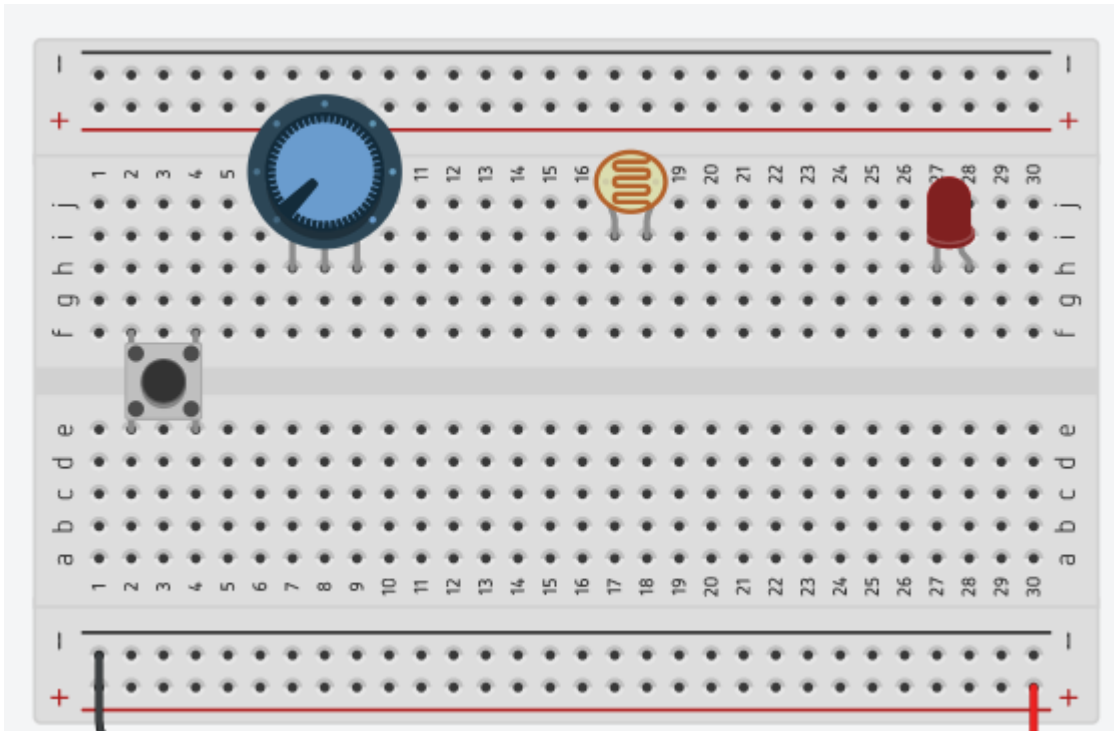 − −
+ +
1 2 3 4 5 11 12 13 14 15 16 19 20 21 22 23 24 25 26 27 28 29 30
j j
i i
h h
g g
f f
e e
d d
c c
b b
a a
1 2 3 4 5 6 7 8 9 10 11 12 13 14 15 16 17 18 19 20 21 22 23 24 25 26 27 28 29 30
− −
+ +